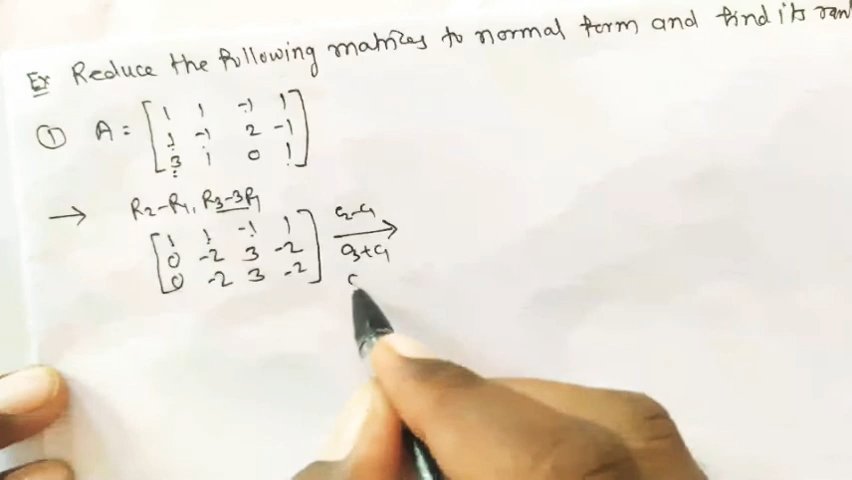 Ex Reduce the following matrices to normal form and find its ran
① A = [ 1 1 -1 1
1 -1 2 -1
3 1 0 1 ]
→ R2-R1, R3-3R1
[ 1 1 -1 1
0 -2 3 -2
0 -2 3 -2 ]
C2-C1
→
C3+C1
C